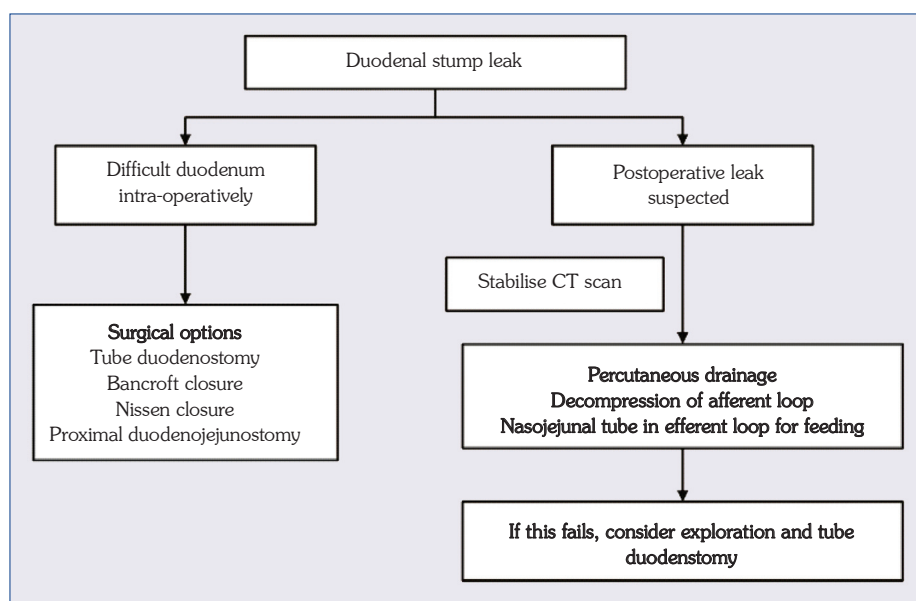 Duodenal stump leak
Difficult duodenum
intra-operatively
Postoperative leak
suspected
Stabilise CT scan
Surgical options
Tube duodenostomy
Bancroft closure
Nissen closure
Proximal duodenojejunostomy
Percutaneous drainage
Decompression of afferent loop
Nasojejunal tube in efferent loop for feeding
If this fails, consider exploration and tube
duodenstomy